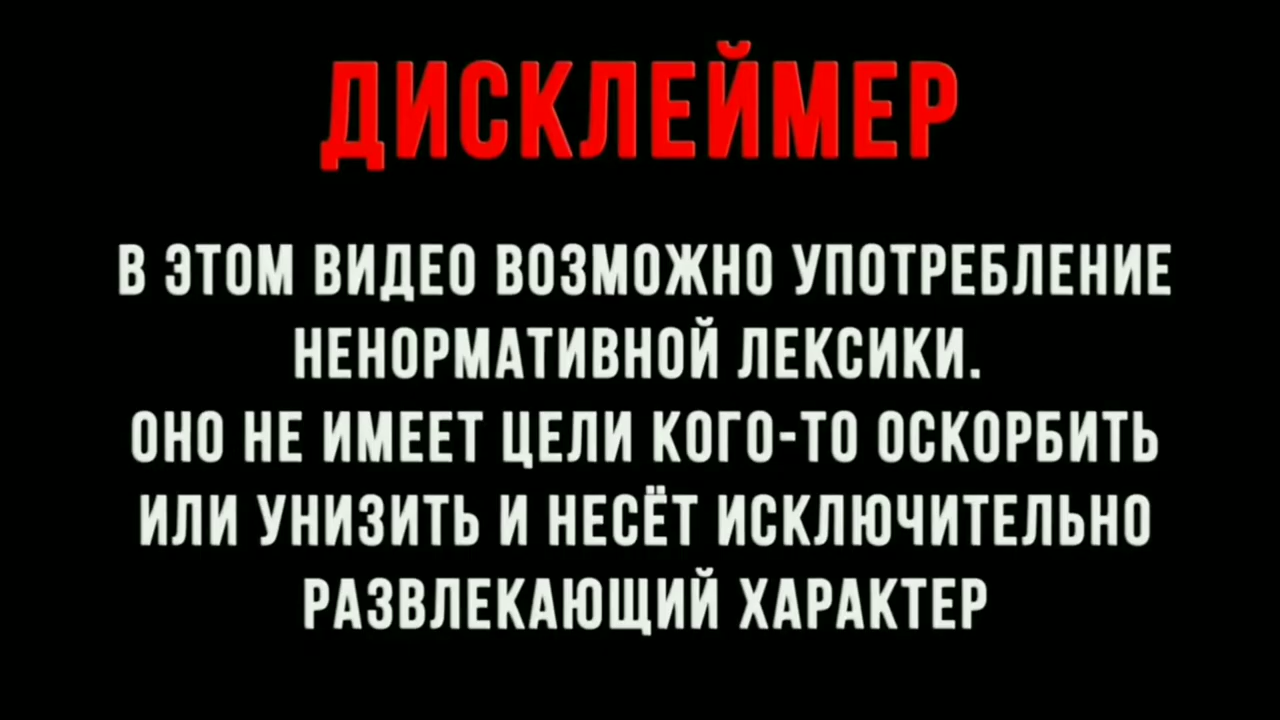 ДИСКЛЕЙМЕР
В ЭТОМ ВИДЕО ВОЗМОЖНО УПОТРЕБЛЕНИЕ
НЕНОРМАТИВНОЙ ЛЕКСИКИ.
ОНО НЕ ИМЕЕТ ЦЕЛИ КОГО-ТО ОСКОРБИТЬ
ИЛИ УНИЗИТЬ И НЕСЁТ ИСКЛЮЧИТЕЛЬНО
РАЗВЛЕКАЮЩИЙ ХАРАКТЕР